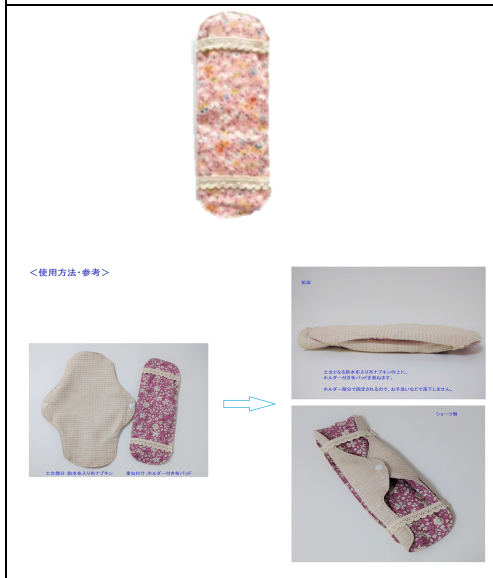 ＜使用方法・参考＞
肌面
土台となる防水布入り布ナプキンの上に、
ホルダー付き布パッドを重ねます。
ホルダー部分で固定されるので、お手洗いなどで落下しません。
土台部分：防水布入り布ナプキン
重ね付け：ホルダー付き布パッド
ショーツ側